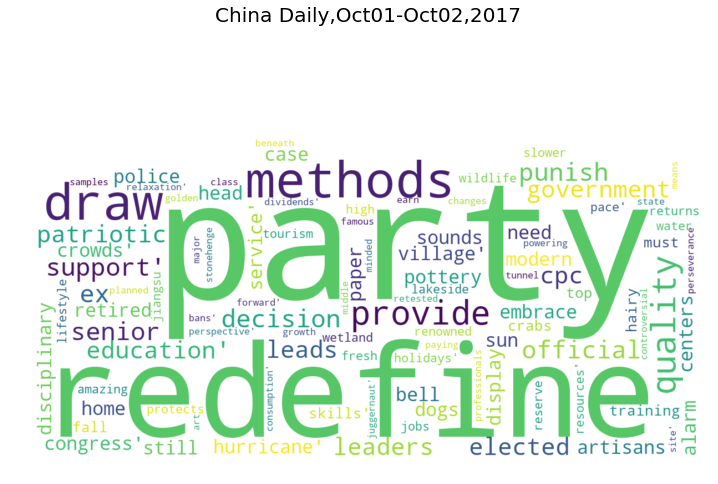 China Daily,Oct01-Oct02,2017
beneath
case
slower
samples
police
relaxation'
class
head
golden
methods
dividends'
wildlife
punish
government
means
draw
party
high
earn
famous
changes
pace'
state
returns
patriotic
crowds'
service'
tourism
sounds
village'
need
modern
water
must
support'
major
stonehenge
paper
minded
powering
cpc
tunnel
top
perseverance'
ex
planned
retired
jiangsu
forward'
middle
pottery
lakeside
retested
embrace
hairy
controversial
quality
centers
lifestyle
senior
bans'
decision
provide
renowned
crabs
disciplinary
education'
perspective'
growth
wetland
leads
fresh
holidays'
paying
sun
official
redefine
amazing
home
protects
art
consumption'
skills'
juggernaut'
bell
dogs
jobs
professionals
display
reserve
resources'
training
fall
congress'
still
hurricane'
leaders
elected
artisans
site'
alarm